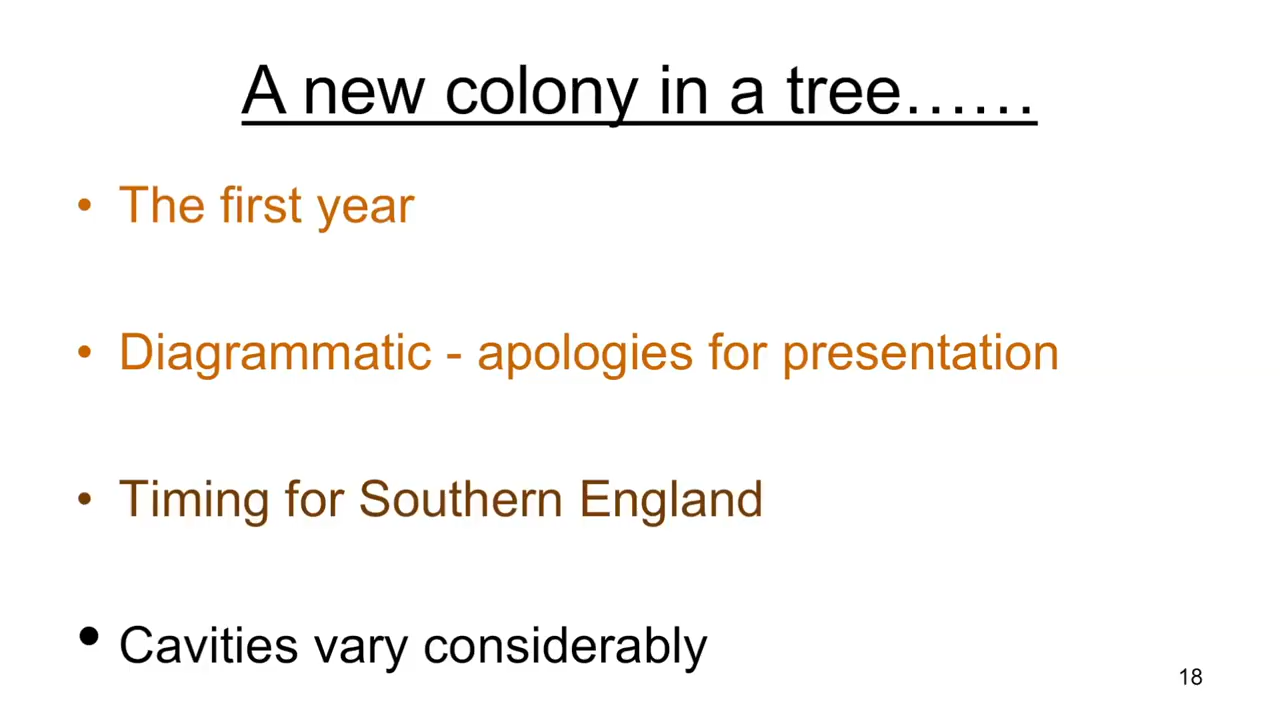 A new colony in a tree……
• The first year
• Diagrammatic - apologies for presentation
• Timing for Southern England
• Cavities vary considerably
18